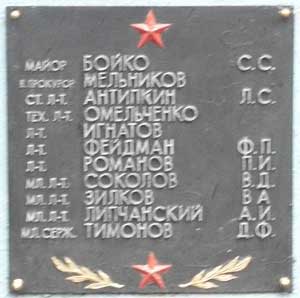 МАЙОР БОЙКО С.С.
В.ПРОКУРОР МЕЛЬНИКОВ
СТ. Л-Т. АНТИПКИН Л.С.
ТЕХ. Л-Т. ОМЕЛЬЧЕНКО
Л-Т. ИГНАТОВ
Л-Т. ФЕЙДМАН Ф.П.
Л-Т. РОМАНОВ П.И.
МЛ. Л-Т. СОКОЛОВ В.Д.
МЛ. Л-Т. ЗИЛКОВ В А
МЛ. Л-Т. ЛИПЧАНСКИЙ А.И.
МЛ. СЕРЖ. ТИМОНОВ Д.Ф.